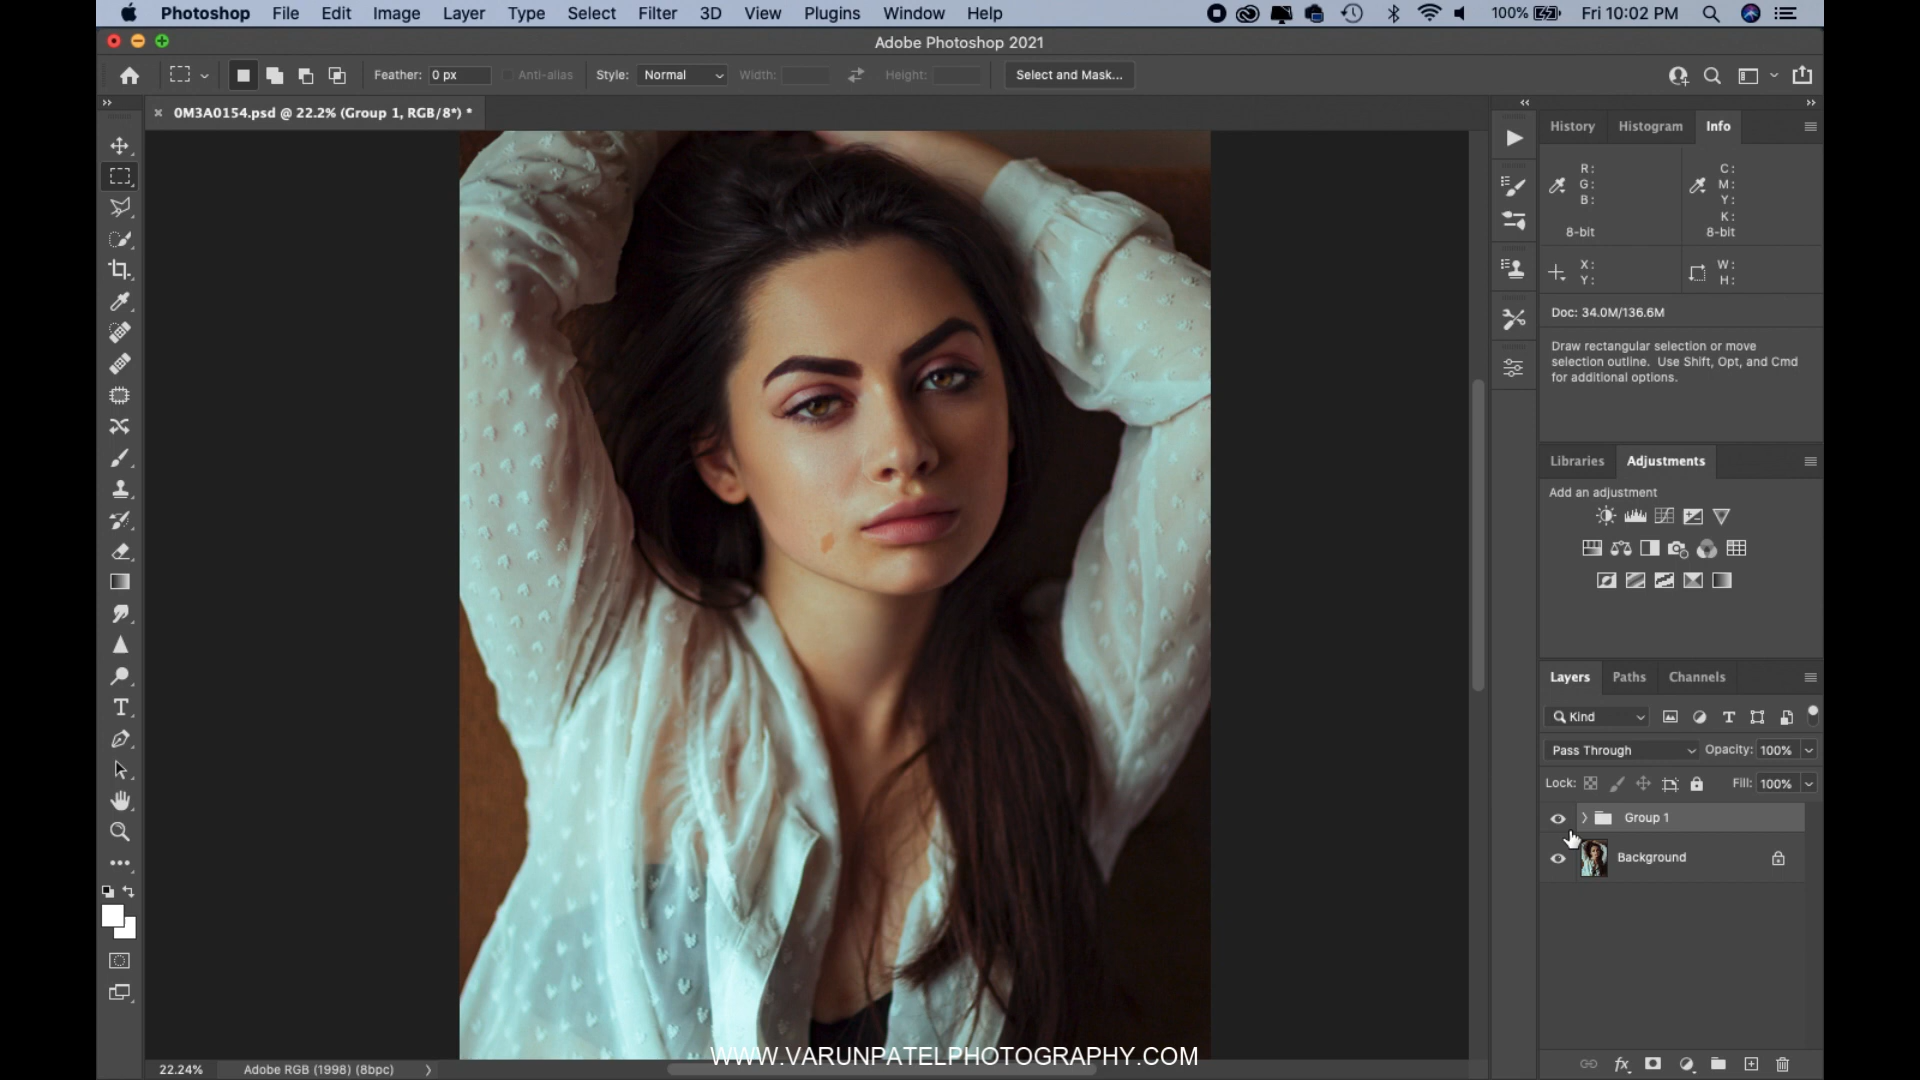 Photoshop File Edit Image Layer Type Select Filter 3D View Plugins Window Help 100% Fri 10:02 PM
Adobe Photoshop 2021
Feather: 0 px Anti-alias Style: Normal Width: Height: Select and Mask...
0M3A0154.psd @ 22.2% (Group 1, RGB/8*) *
History Histogram Info
R: C:
G: M:
B: Y:
K:
8-bit 8-bit
X: W:
Y: H:
Doc: 34.0M/136.6M
Draw rectangular selection or move
selection outline. Use Shift, Opt, and Cmd
for additional options.
Libraries Adjustments
Add an adjustment
Layers Paths Channels
Kind
Pass Through Opacity: 100%
Lock: Fill: 100%
Group 1
Background
WWW.VARUNPATELPHOTOGRAPHY.COM
22.24% Adobe RGB (1998) (8bpc)